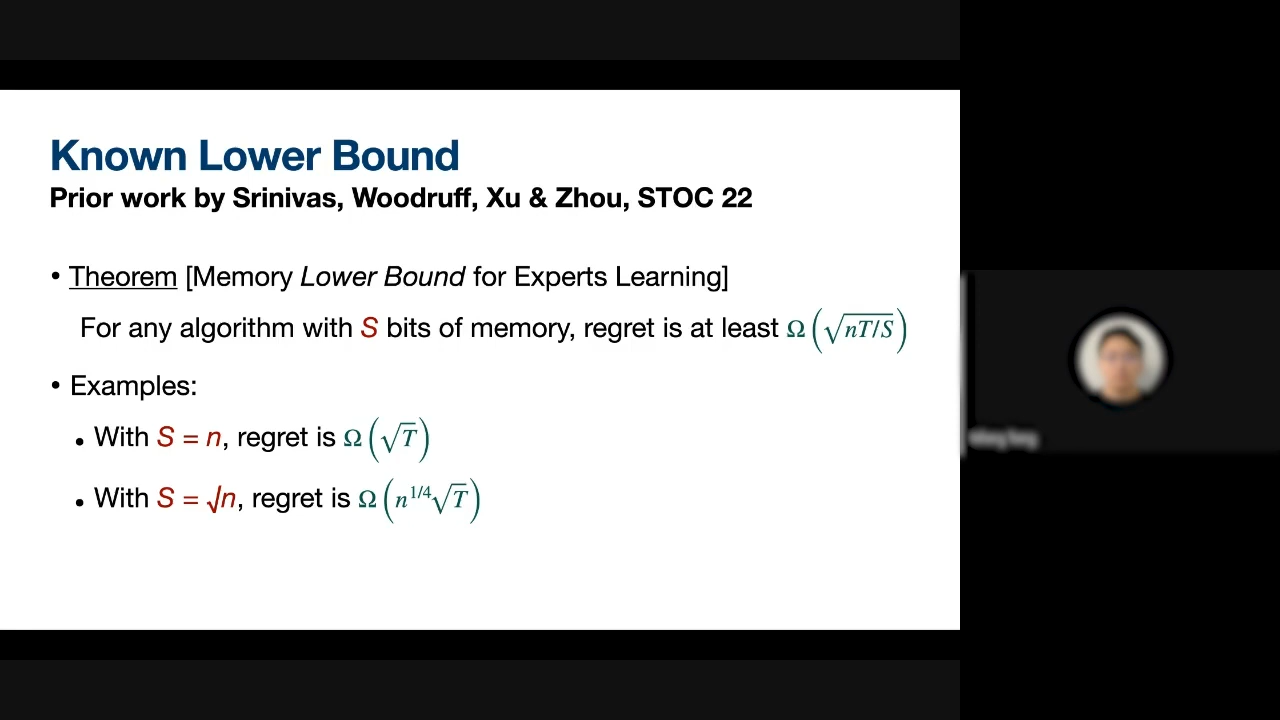 Known Lower Bound
Prior work by Srinivas, Woodruff, Xu & Zhou, STOC 22
• Theorem [Memory Lower Bound for Experts Learning]
For any algorithm with S bits of memory, regret is at least Ω(√nT/S)
• Examples:
• With S = n, regret is Ω(√T)
• With S = √n, regret is Ω(n^{1/4}√T)